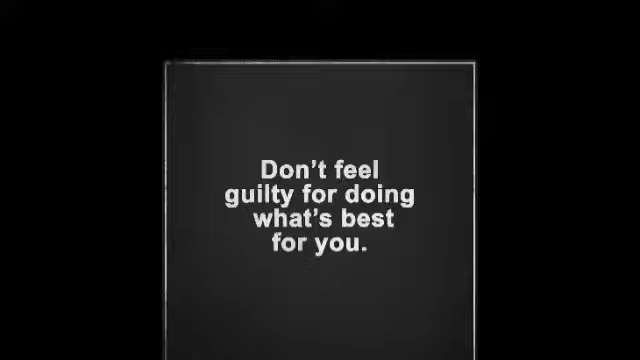 Don’t feel
guilty for doing
what’s best
for you.